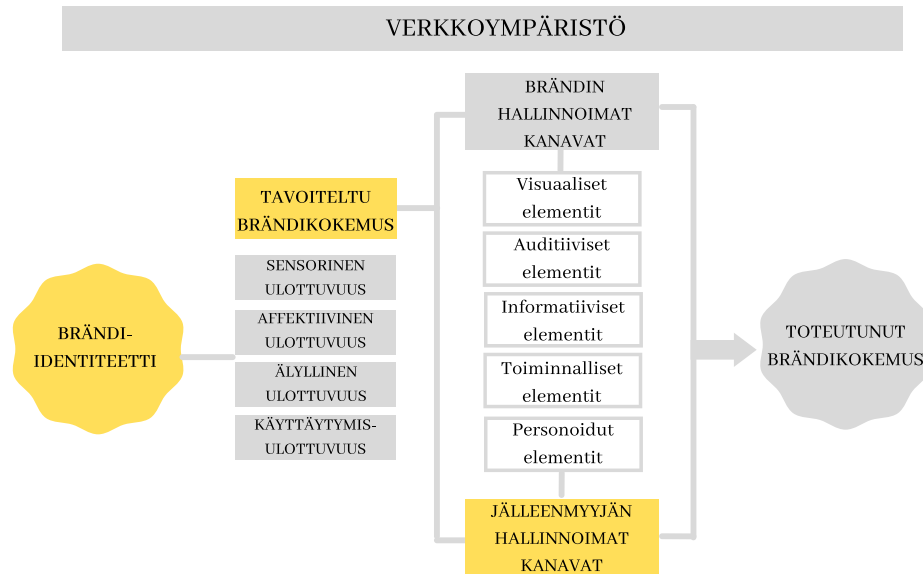 VERKKOYMPÄRISTÖ
BRÄNDI-
IDENTITEETTI
TAVOITELTU
BRÄNDIKOKEMUS
SENSORINEN
ULOTTUVUUS
AFFEKTIIVINEN
ULOTTUVUUS
ÄLYLLINEN
ULOTTUVUUS
KÄYTTÄYTYMIS-
ULOTTUVUUS
BRÄNDIN
HALLINNOIMAT
KANAVAT
Visuaaliset
elementit
Auditiiviset
elementit
Informatiiviset
elementit
Toiminnalliset
elementit
Personoidut
elementit
JÄLLEENMYYJÄN
HALLINNOIMAT
KANAVAT
TOTEUTUNUT
BRÄNDIKOKEMUS